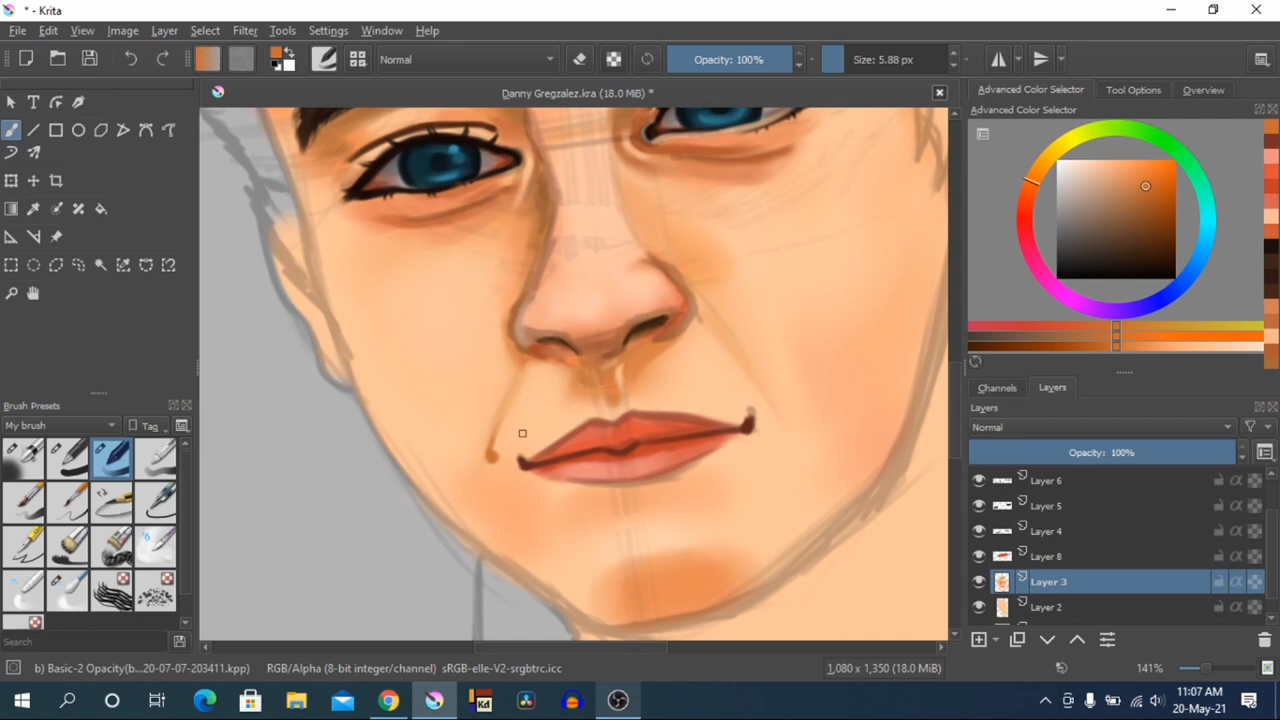 * - Krita
File Edit View Image Layer Select Filter Tools Settings Window Help
Normal Opacity: 100% Size: 5.88 px
Danny Gregzalez.kra (18.0 MiB) *
Advanced Color Selector Tool Options Overview
Advanced Color Selector
Channels Layers
Layers
Normal
Opacity: 100%
Layer 6
Layer 5
Layer 4
Layer 8
Layer 3
Layer 2
Brush Presets
My brush Tag
Search
b) Basic-2 Opacity(b...20-07-07-203411.kpp) RGB/Alpha (8-bit integer/channel) sRGB-elle-V2-srgbtrc.icc 1,080 x 1,350 (18.0 MiB) 141%
Kd
11:07 AM
20-May-21